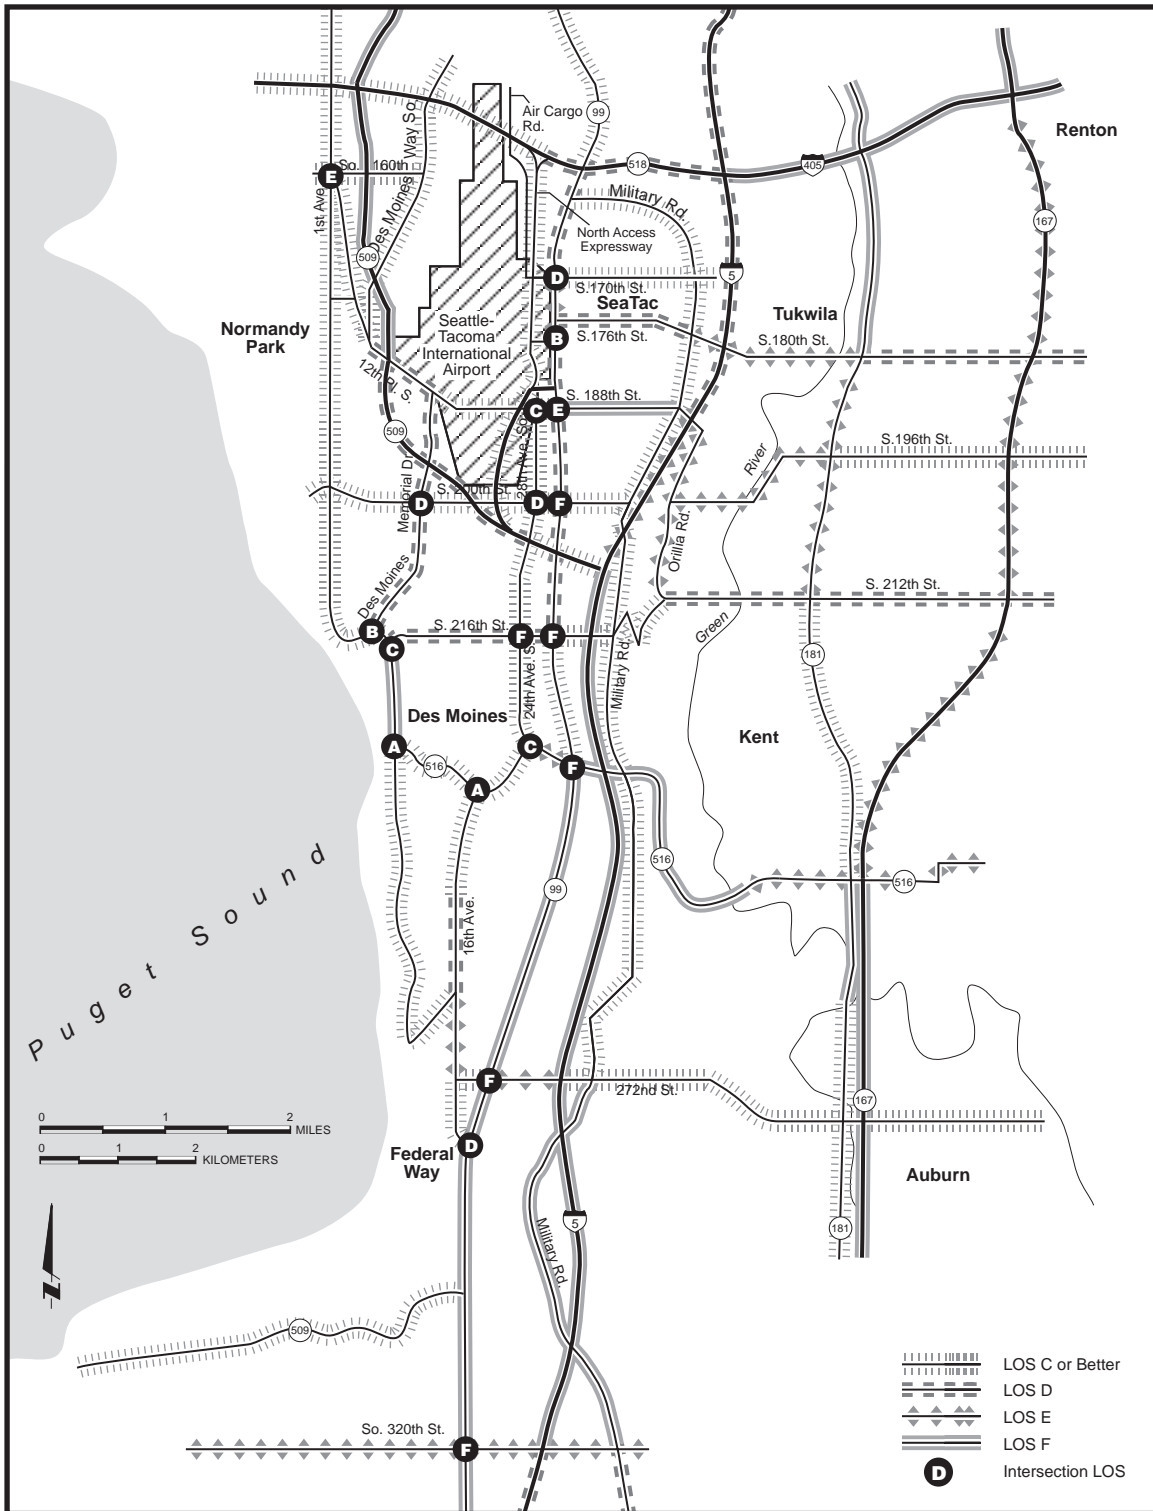 Air Cargo
Rd.
99
Renton
So. 160th
E
518
405
1st Ave.
Des Moines Way So.
Military Rd.
167
North Access
Expressway
509
D
S.170th St.
5
SeaTac
Tukwila
Normandy
Park
Seattle-
Tacoma
International
Airport
B
S.176th St.
S.180th St.
12th Pl. S.
S. 188th St.
C
E
509
28th Ave. So.
S.196th St.
River
S. 200th St.
Memorial Dr.
D
D
F
Orillia Rd.
Des Moines
S. 212th St.
Green
B
S. 216th St.
F
F
C
181
24th Ave. S.
Military Rd.
Des Moines
Kent
A
516
C
F
A
516
516
99
16th Ave.
Puget Sound
F
272nd St.
167
0 1 2
MILES
0 1 2
KILOMETERS
D
Federal
Way
Auburn
5
181
Military Rd.
N
509
So. 320th St.
F
LOS C or Better
LOS D
LOS E
LOS F
D
Intersection LOS